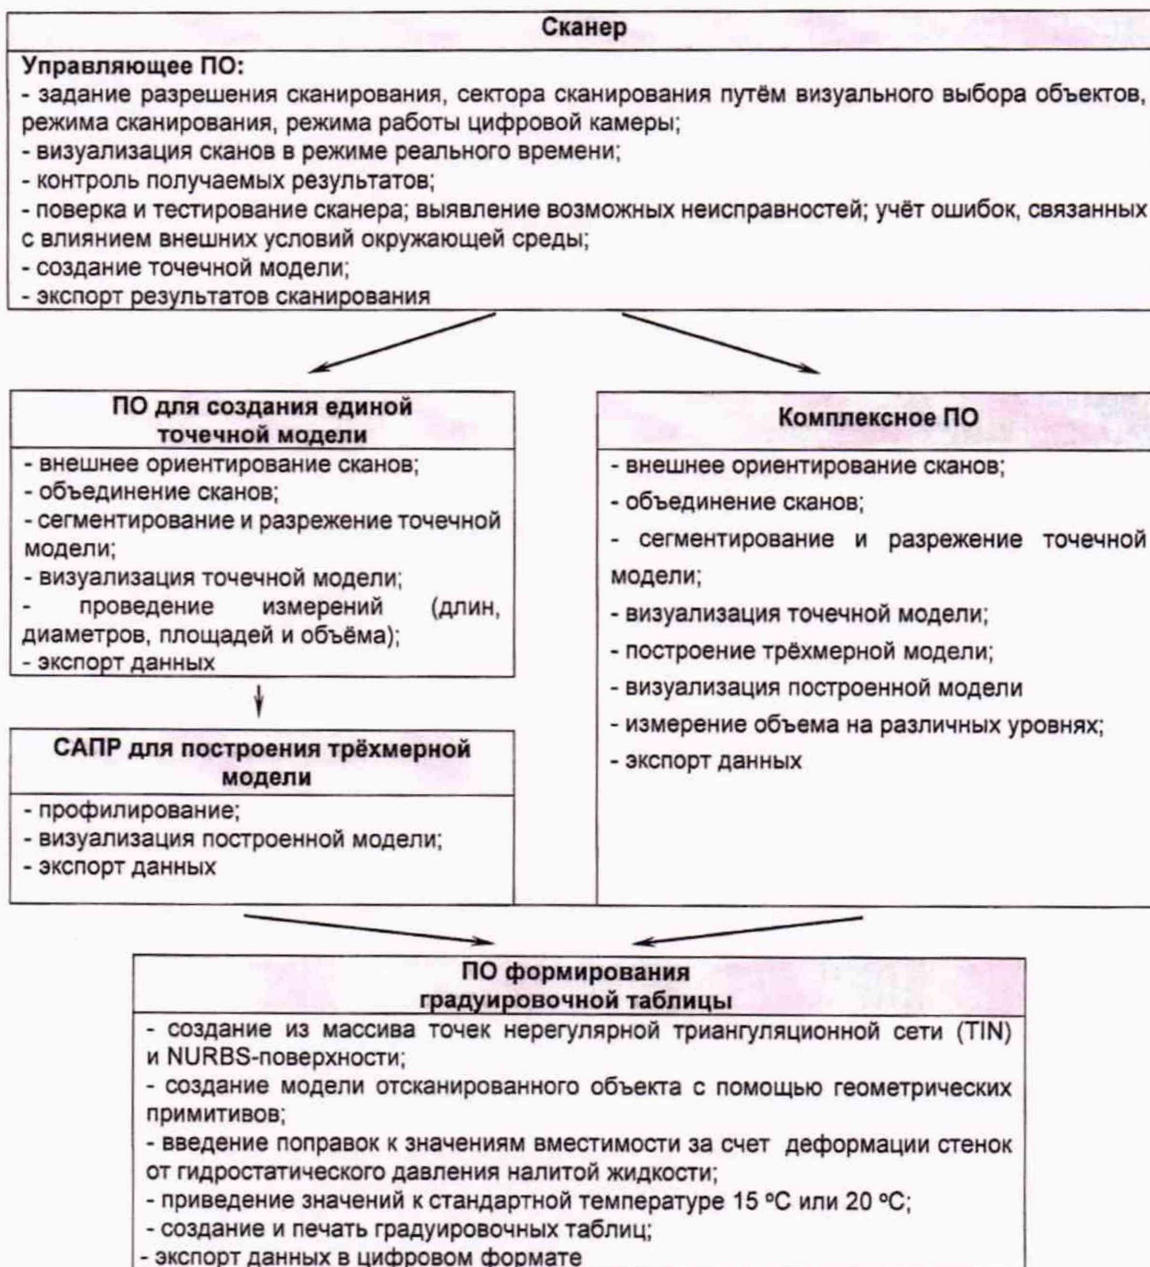 Сканер
Управляющее ПО:
- задание разрешения сканирования, сектора сканирования путём визуального выбора объектов,
режима сканирования, режима работы цифровой камеры;
- визуализация сканов в режиме реального времени;
- контроль получаемых результатов;
- поверка и тестирование сканера; выявление возможных неисправностей; учёт ошибок, связанных
с влиянием внешних условий окружающей среды;
- создание точечной модели;
- экспорт результатов сканирования
ПО для создания единой
точечной модели
- внешнее ориентирование сканов;
- объединение сканов;
- сегментирование и разрежение точечной
модели;
- визуализация точечной модели;
- проведение измерений (длин,
диаметров, площадей и объёма);
- экспорт данных
САПР для построения трёхмерной
модели
- профилирование;
- визуализация построенной модели;
- экспорт данных
Комплексное ПО
- внешнее ориентирование сканов;
- объединение сканов;
- сегментирование и разрежение точечной
модели;
- визуализация точечной модели;
- построение трёхмерной модели;
- визуализация построенной модели
- измерение объема на различных уровнях;
- экспорт данных
ПО формирования
градуировочной таблицы
- создание из массива точек нерегулярной триангуляционной сети (TIN)
и NURBS-поверхности;
- создание модели отсканированного объекта с помощью геометрических
примитивов;
- введение поправок к значениям вместимости за счет деформации стенок
от гидростатического давления налитой жидкости;
- приведение значений к стандартной температуре 15 ºС или 20 ºС;
- создание и печать градуировочных таблиц;
- экспорт данных в цифровом формате